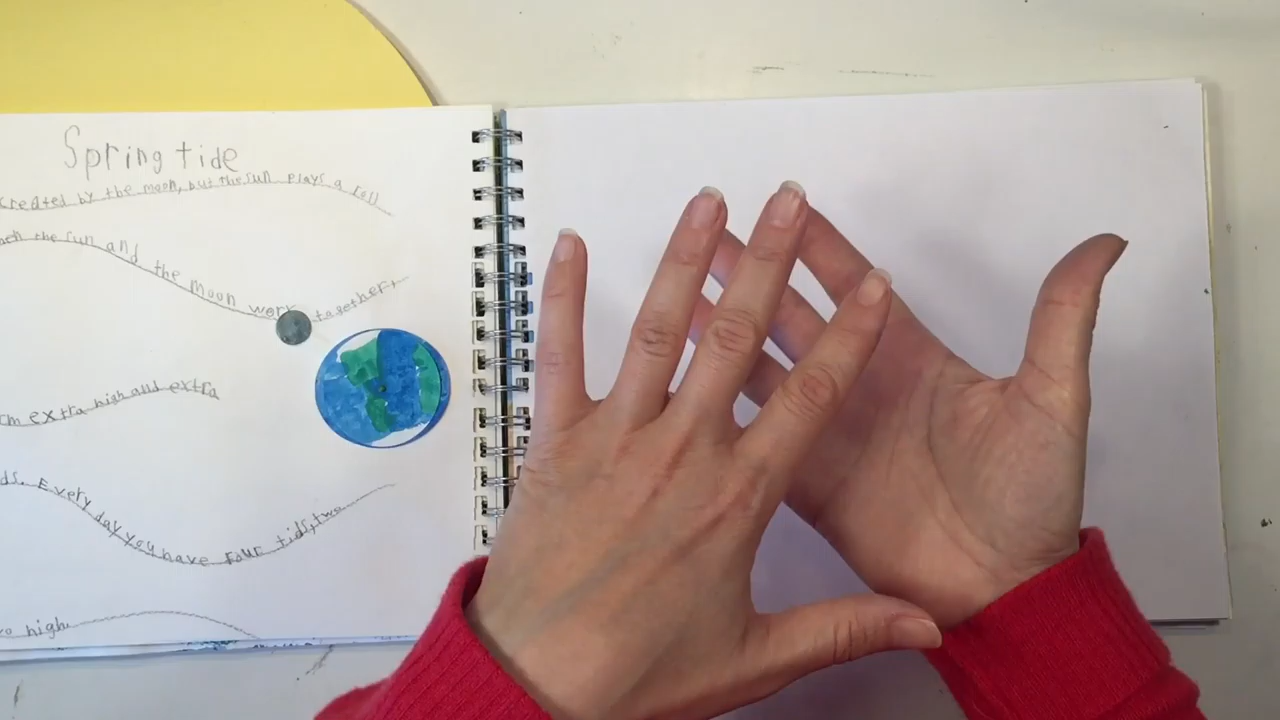 Spring tide
created by the moon, but the sun plays a roll
the sun and the moon work together,
extra high and extra
Every day you have four tids, two
high.